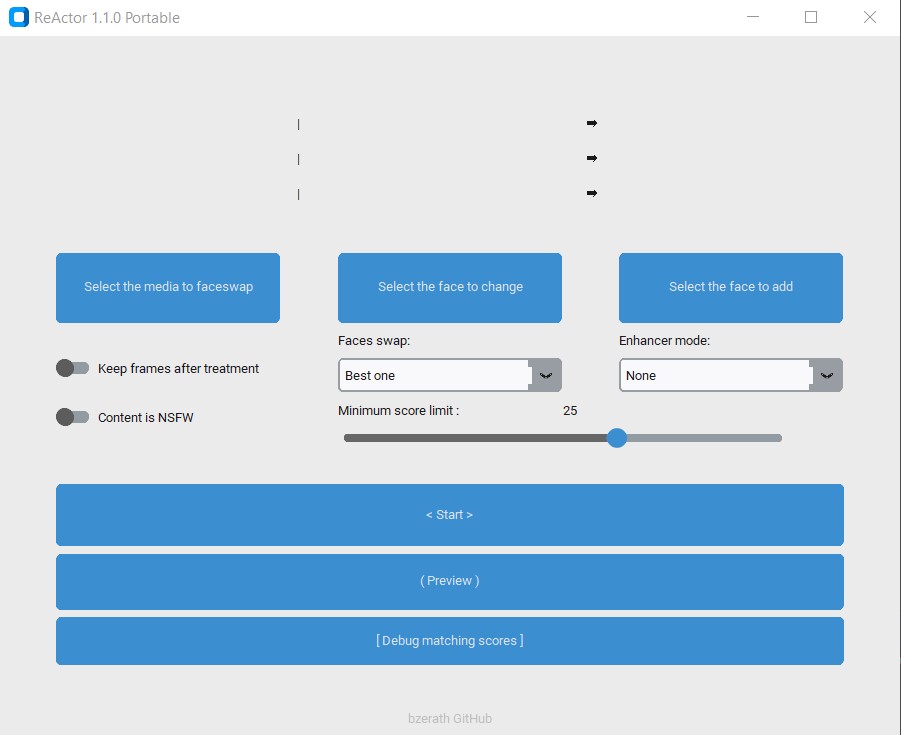 ReActor 1.1.0 Portable
| ➡
| ➡
| ➡
Select the media to faceswap
Select the face to change
Select the face to add
Faces swap:
Enhancer mode:
Keep frames after treatment
Best one
None
Minimum score limit : 25
Content is NSFW
< Start >
( Preview )
[ Debug matching scores ]
bzerath GitHub